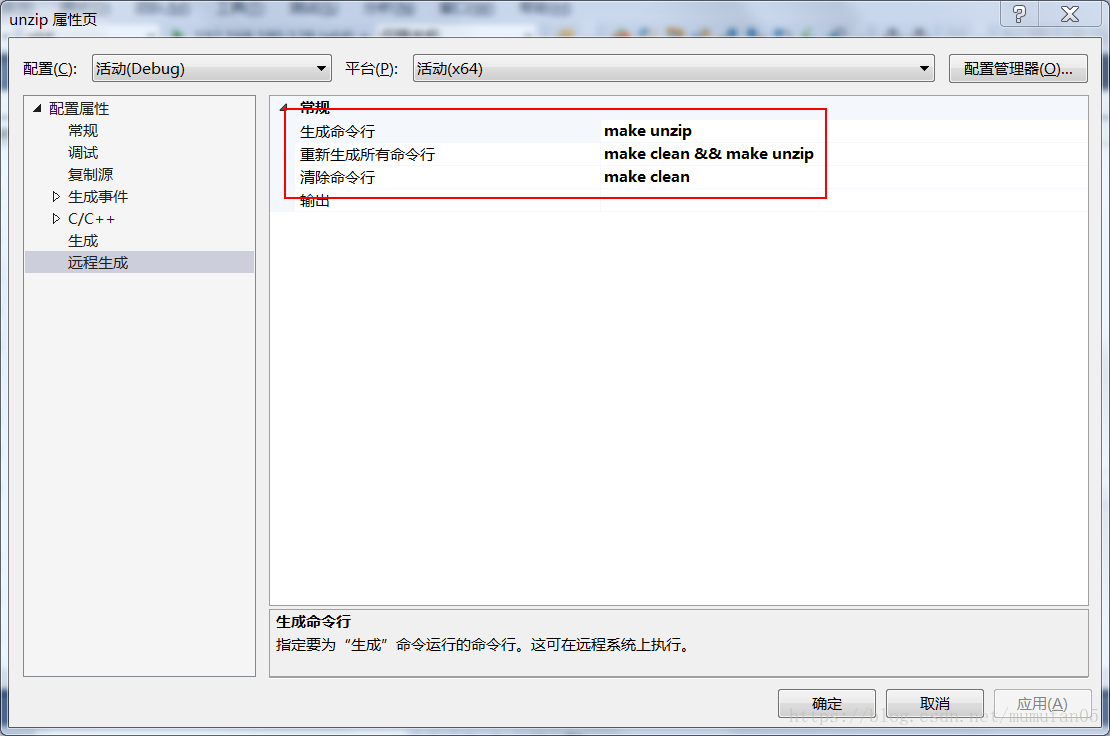 unzip 属性页
配置(C): 活动(Debug) 平台(P): 活动(x64) 配置管理器(O)...
配置属性
常规
调试
复制源
生成事件
C/C++
生成
远程生成
常规
生成命令行 make unzip
重新生成所有命令行 make clean && make unzip
清除命令行 make clean
输出
生成命令行
指定要为“生成”命令运行的命令行。这可在远程系统上执行。
确定 取消 应用(A)
https://blog.csdn.net/mumufan05